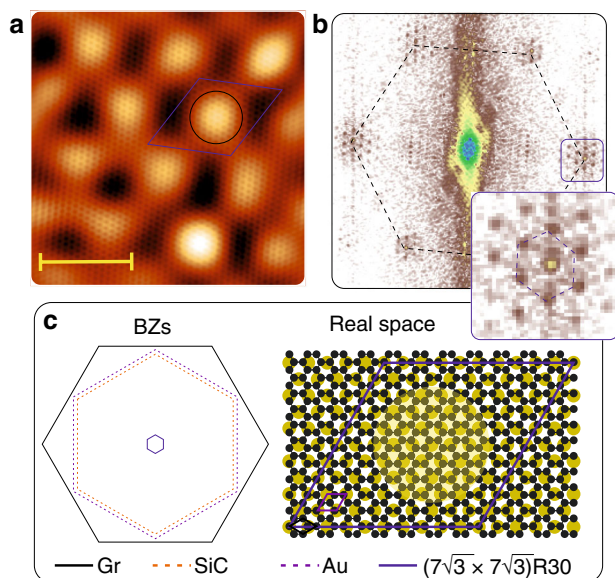 a
b
c
BZs
Real space
Gr
SiC
Au
(7√3 × 7√3)R30